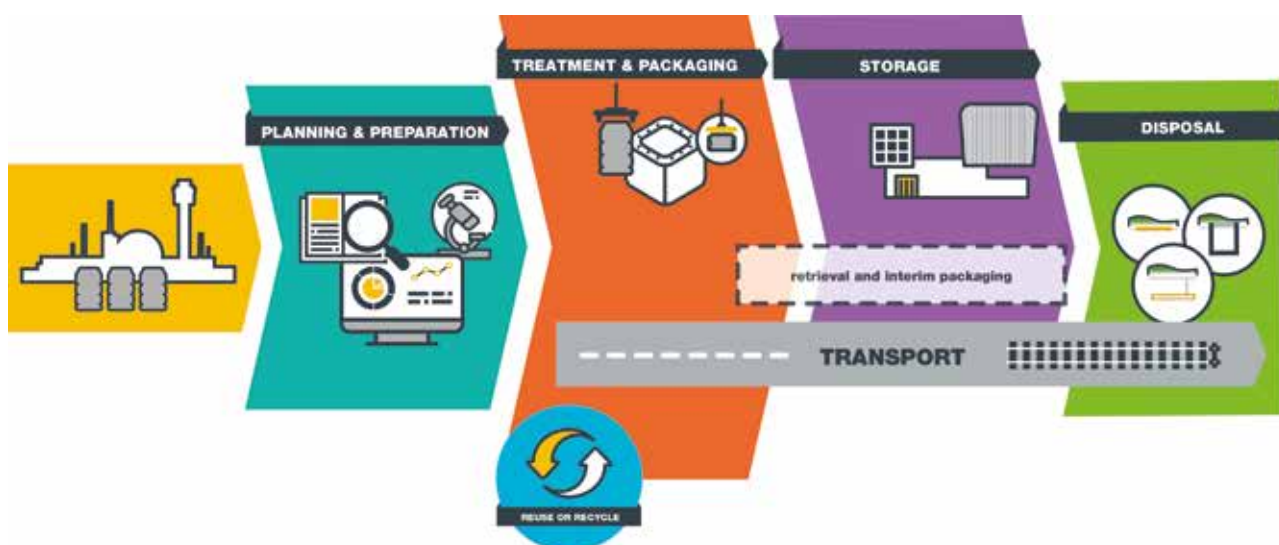 PLANNING & PREPARATION
TREATMENT & PACKAGING
STORAGE
DISPOSAL
retrieval and interim packaging
TRANSPORT
REUSE OR RECYCLE